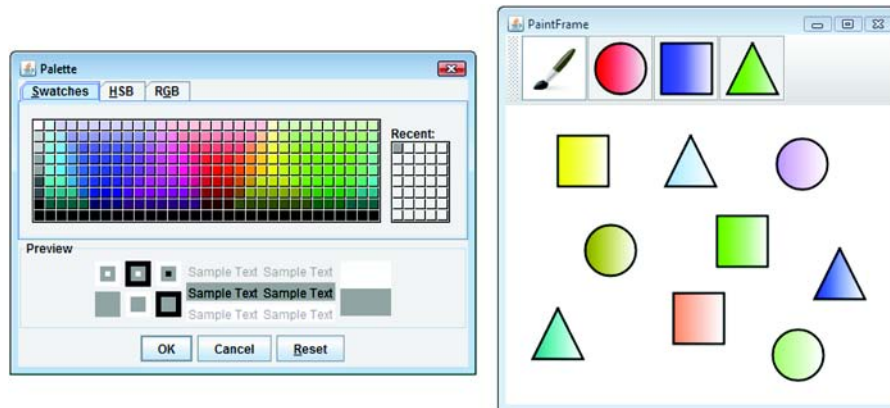 Palette
Swatches HSB RGB
Recent:
Preview
Sample Text Sample Text
Sample Text Sample Text
Sample Text Sample Text
OK Cancel Reset
PaintFrame